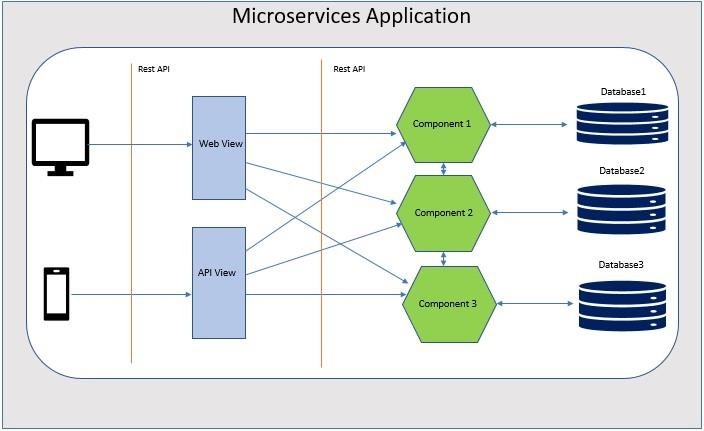 Microservices Application
Rest API
Rest API
Web View
API View
Component 1
Component 2
Component 3
Database1
Database2
Database3